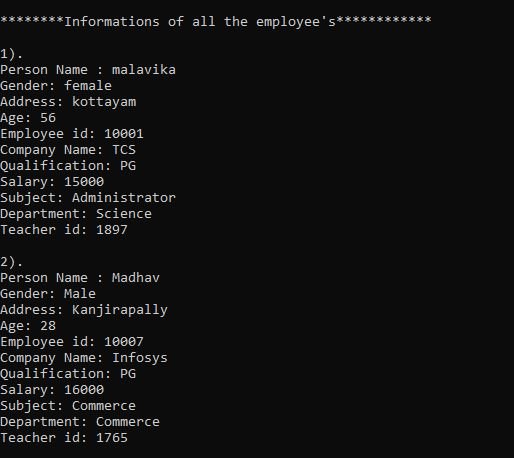 ********Informations of all the employee's************
1).
Person Name : malavika
Gender: female
Address: kottayam
Age: 56
Employee id: 10001
Company Name: TCS
Qualification: PG
Salary: 15000
Subject: Administrator
Department: Science
Teacher id: 1897
2).
Person Name : Madhav
Gender: Male
Address: Kanjirapally
Age: 28
Employee id: 10007
Company Name: Infosys
Qualification: PG
Salary: 16000
Subject: Commerce
Department: Commerce
Teacher id: 1765